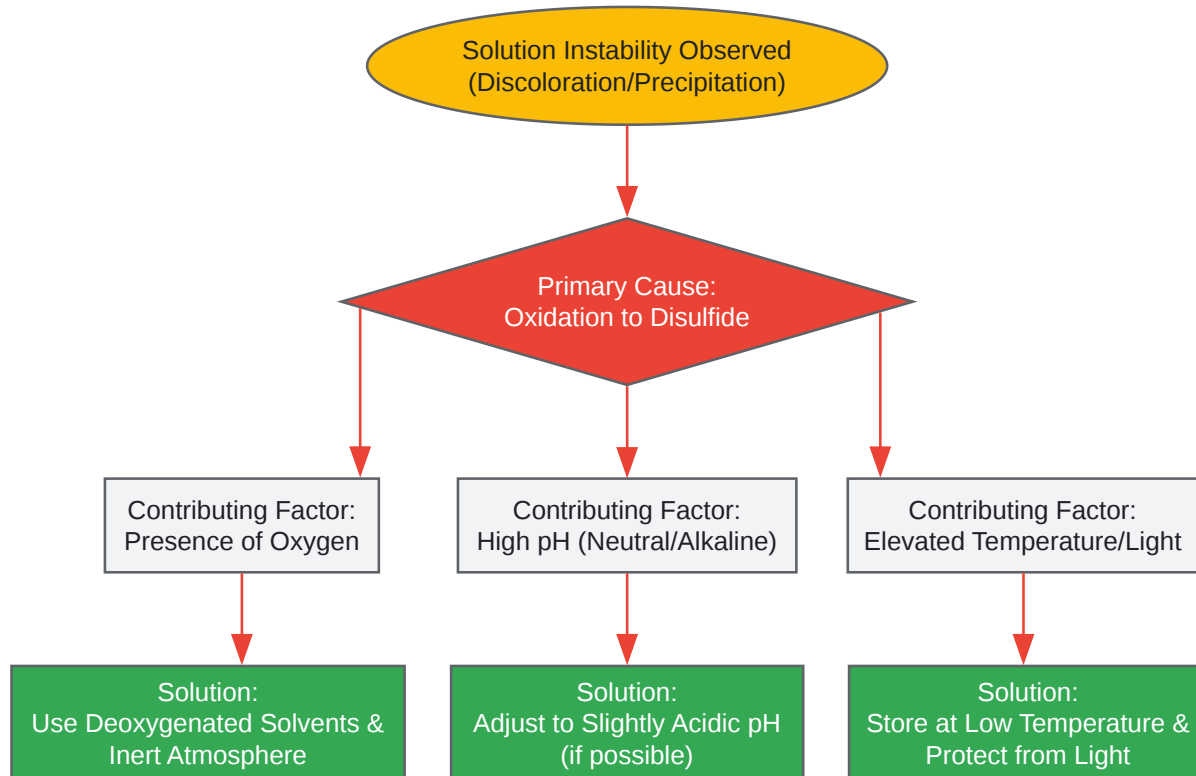 Solution Instability Observed
(Discoloration/Precipitation)
Primary Cause:
Oxidation to Disulfide
Contributing Factor:
Presence of Oxygen
Contributing Factor:
High pH (Neutral/Alkaline)
Contributing Factor:
Elevated Temperature/Light
Solution:
Use Deoxygenated Solvents &
Inert Atmosphere
Solution:
Adjust to Slightly Acidic pH
(if possible)
Solution:
Store at Low Temperature &
Protect from Light